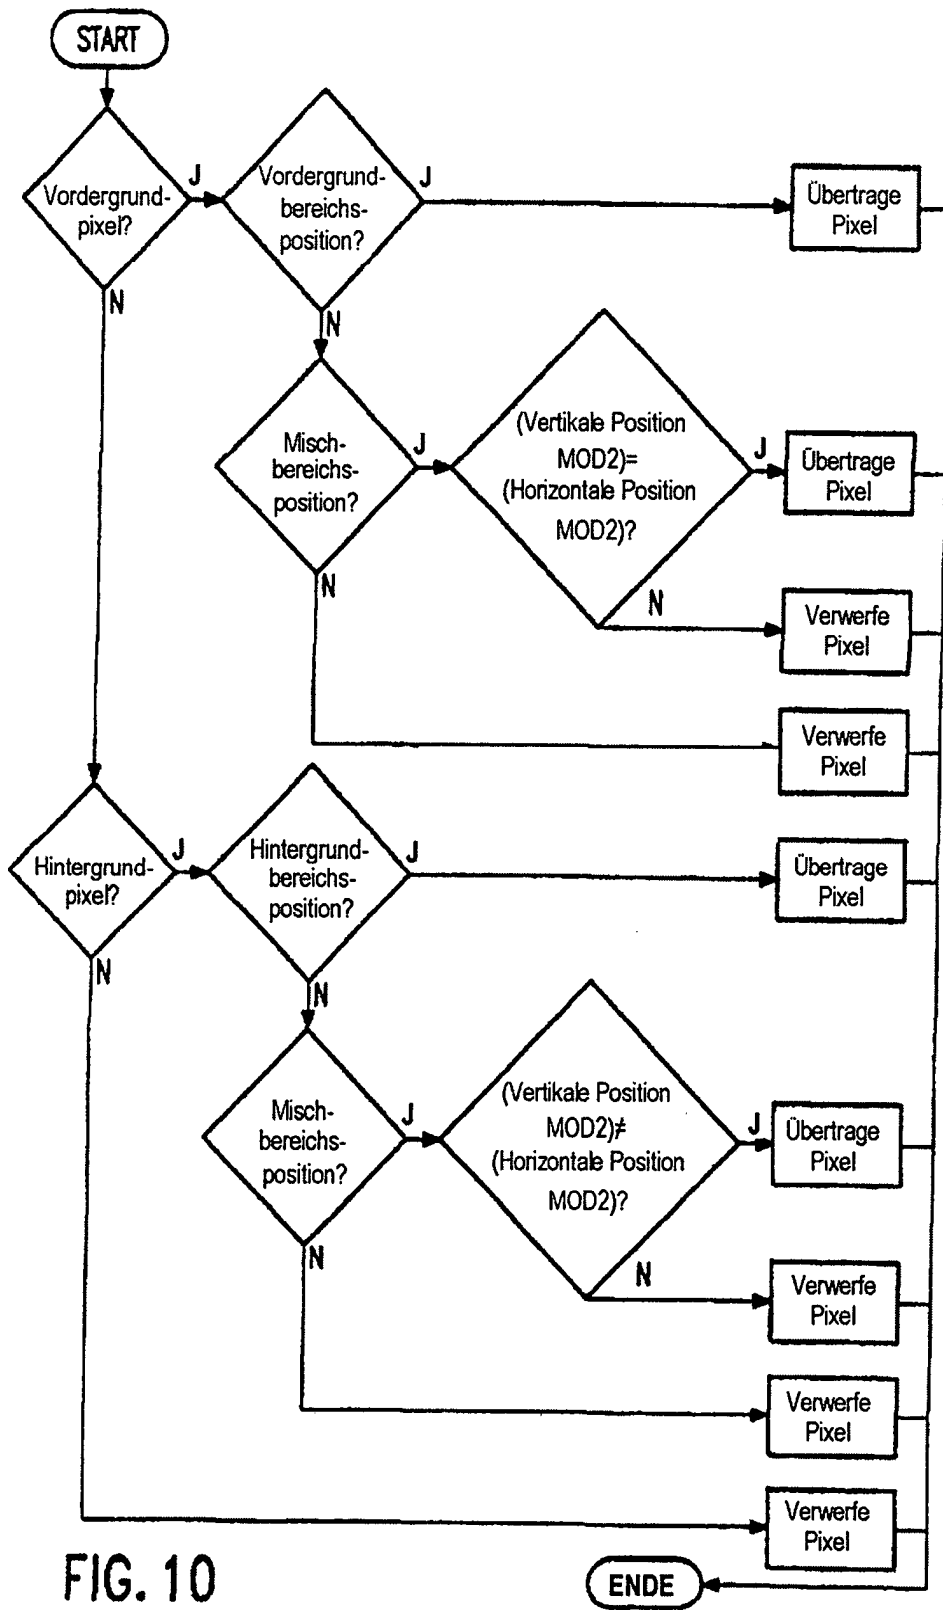 START
Vordergrund-
pixel?
J
N
Vordergrund-
bereichs-
position?
J
N
Übertrage
Pixel
Misch-
bereichs-
position?
J
N
(Vertikale Position
MOD2)=
(Horizontale Position
MOD2)?
J
N
Übertrage
Pixel
Verwerfe
Pixel
Verwerfe
Pixel
Hintergrund-
pixel?
J
N
Hintergrund-
bereichs-
position?
J
N
Übertrage
Pixel
Misch-
bereichs-
position?
J
N
(Vertikale Position
MOD2)≠
(Horizontale Position
MOD2)?
J
N
Übertrage
Pixel
Verwerfe
Pixel
Verwerfe
Pixel
Verwerfe
Pixel
ENDE
FIG. 10